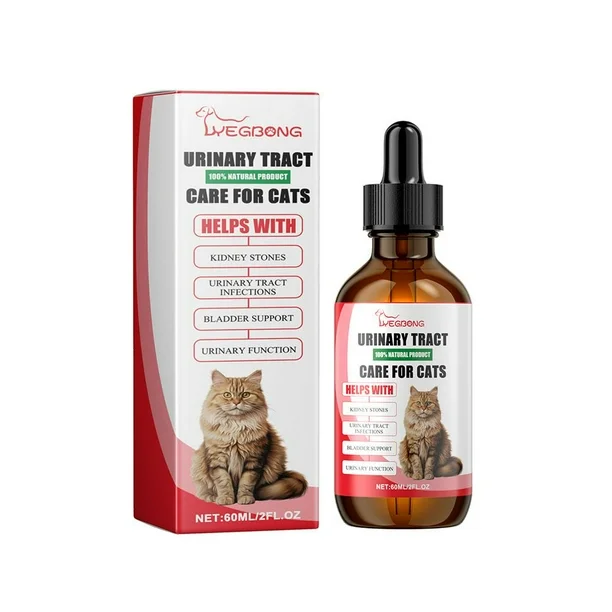 LYEGBONG
URINARY TRACT
100% NATURAL PRODUCT
CARE FOR CATS
HELPS WITH
KIDNEY STONES
URINARY TRACT
INFECTIONS
BLADDER SUPPORT
URINARY FUNCTION
NET:60ML/2FL.OZ
LYEGBONG
URINARY TRACT
100% NATURAL PRODUCT
CARE FOR CATS
HELPS WITH
KIDNEY STONES
URINARY TRACT
INFECTIONS
BLADDER SUPPORT
URINARY FUNCTION
NET:60ML/2FL.OZ